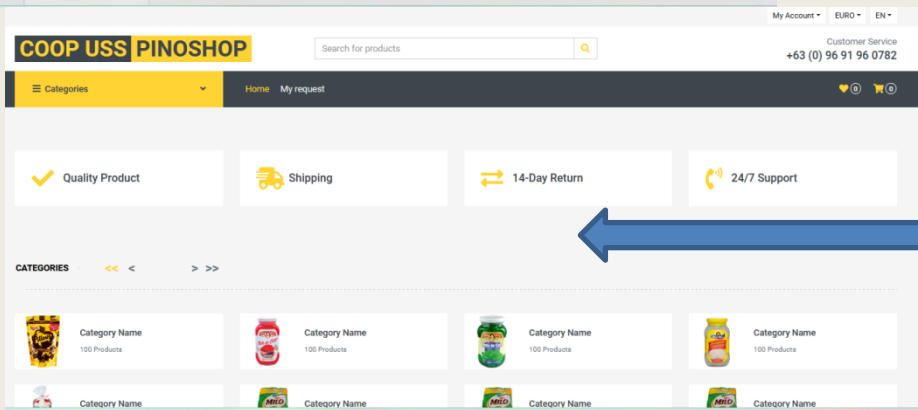 My Account EURO EN
COOP USS PINOSHOP
Search for products
Customer Service
+63 (0) 96 91 96 0782
Categories
Home My request
0 0
Quality Product
Shipping
14-Day Return
24/7 Support
CATEGORIES << < > >>
Category Name
100 Products
Category Name
100 Products
Category Name
100 Products
Category Name
100 Products
Category Name
MILO
Category Name
MILO
Category Name
MILO
Category Name